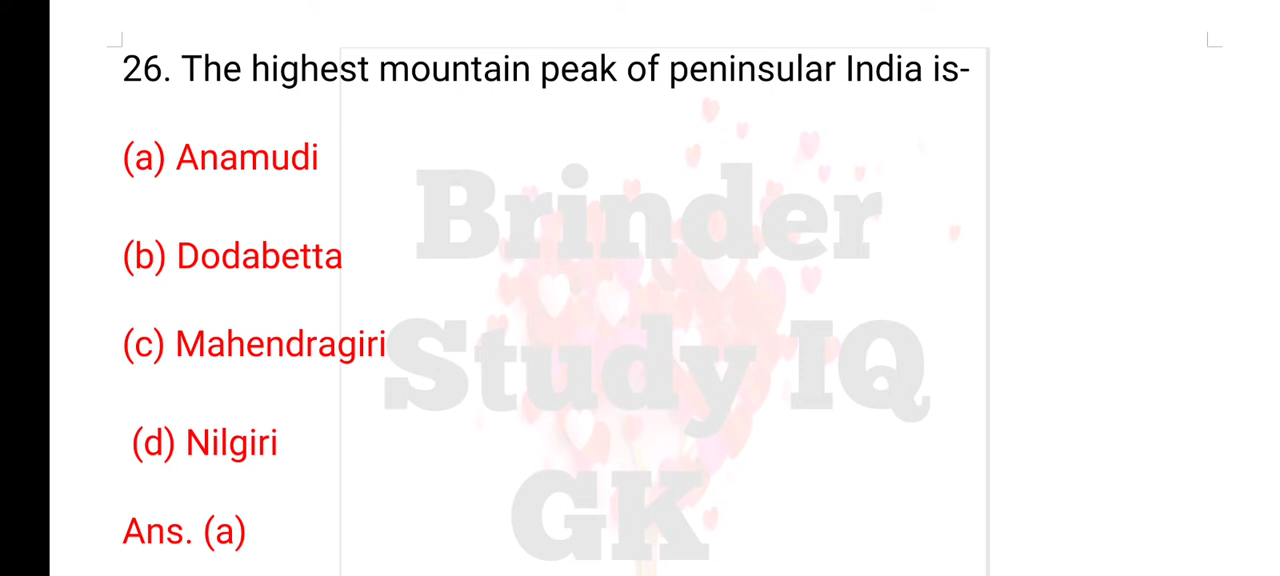 26. The highest mountain peak of peninsular India is-
(a) Anamudi
(b) Dodabetta
(c) Mahendragiri
(d) Nilgiri
Ans. (a)
Brinder
Study IQ
GK